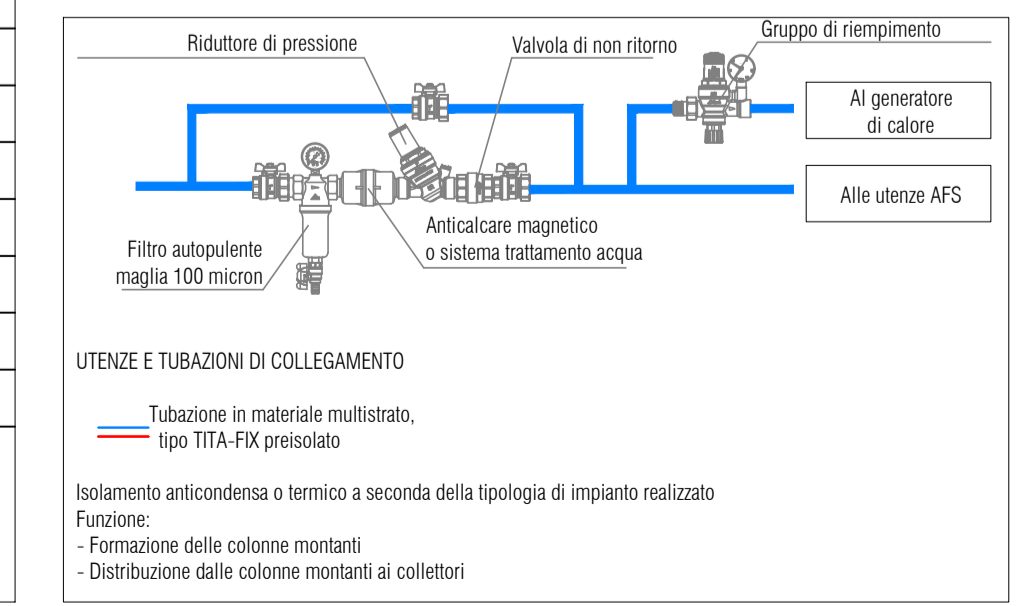 Riduttore di pressione
Valvola di non ritorno
Gruppo di riempimento
Al generatore
di calore
Alle utenze AFS
Anticalcare magnetico
o sistema trattamento acqua
Filtro autopulente
maglia 100 micron
UTENZE E TUBAZIONI DI COLLEGAMENTO
Tubazione in materiale multistrato,
tipo TITA-FIX preisolato
Isolamento anticondensa o termico a seconda della tipologia di impianto realizzato
Funzione:
- Formazione delle colonne montanti
- Distribuzione dalle colonne montanti ai collettori